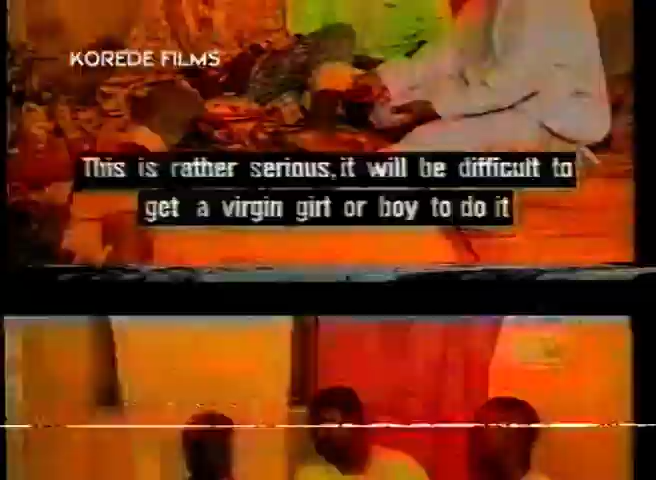 KOREDE FILMS
This is rather serious,it will be difficult to
get a virgin girl or boy to do it